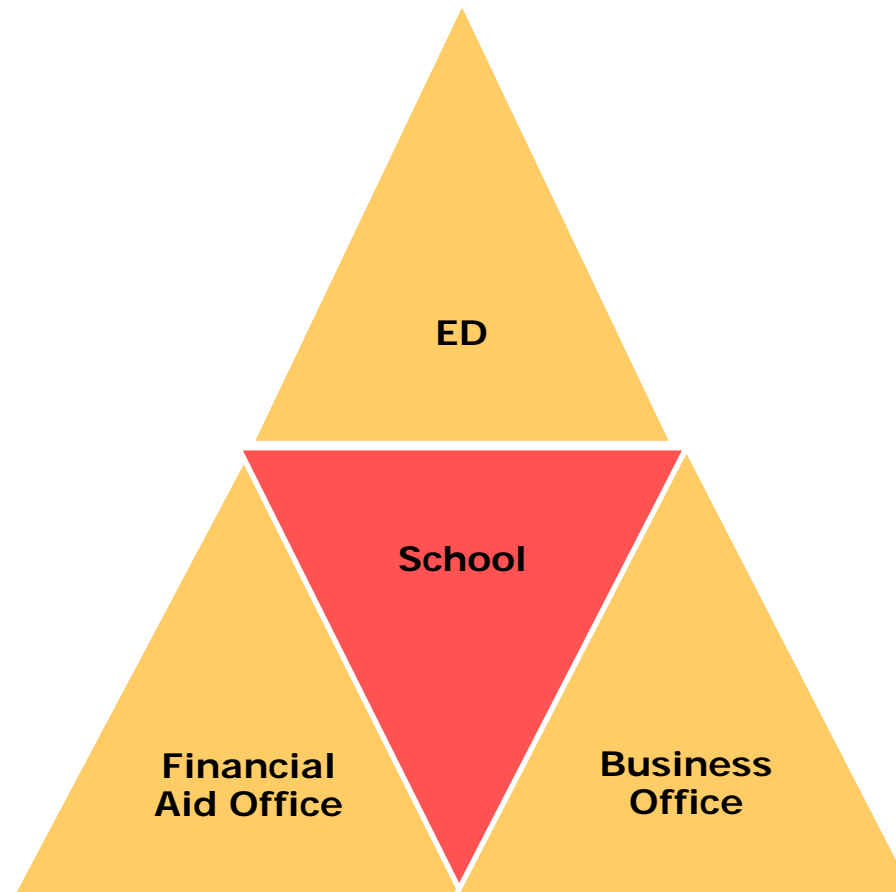 ED
School
Financial
Aid Office
Business
Office